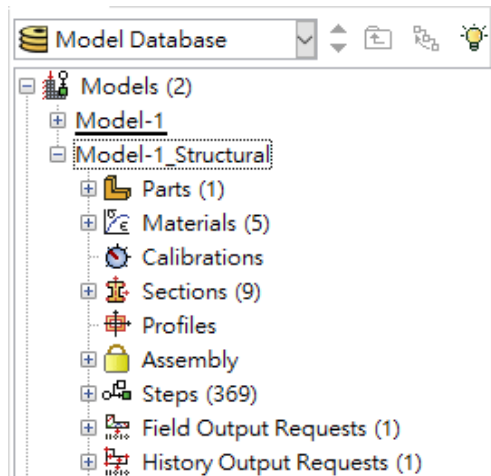 Model Database
Models (2)
Model-1
Model-1_Structural
Parts (1)
Materials (5)
Calibrations
Sections (9)
Profiles
Assembly
Steps (369)
Field Output Requests (1)
History Output Requests (1)